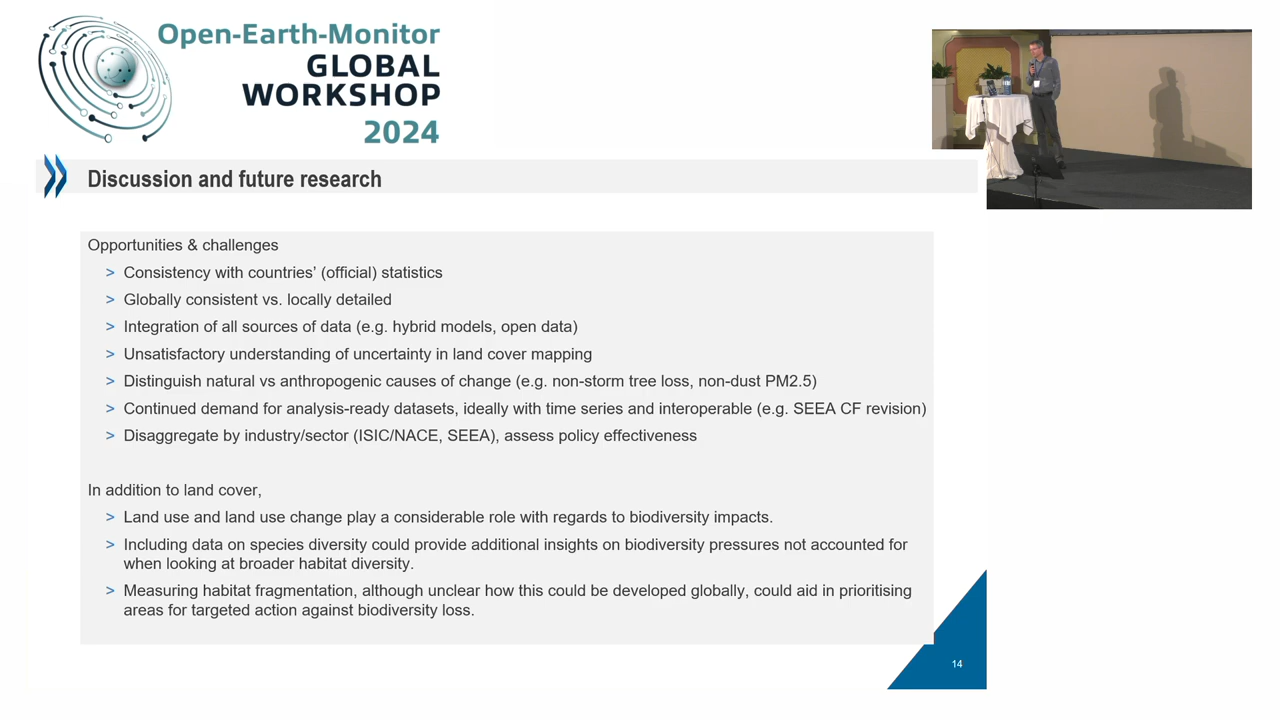 Open-Earth-Monitor
GLOBAL
WORKSHOP
2024
Discussion and future research
Opportunities & challenges
> Consistency with countries’ (official) statistics
> Globally consistent vs. locally detailed
> Integration of all sources of data (e.g. hybrid models, open data)
> Unsatisfactory understanding of uncertainty in land cover mapping
> Distinguish natural vs anthropogenic causes of change (e.g. non-storm tree loss, non-dust PM2.5)
> Continued demand for analysis-ready datasets, ideally with time series and interoperable (e.g. SEEA CF revision)
> Disaggregate by industry/sector (ISIC/NACE, SEEA), assess policy effectiveness
In addition to land cover,
> Land use and land use change play a considerable role with regards to biodiversity impacts.
> Including data on species diversity could provide additional insights on biodiversity pressures not accounted for
when looking at broader habitat diversity.
> Measuring habitat fragmentation, although unclear how this could be developed globally, could aid in prioritising
areas for targeted action against biodiversity loss.
14